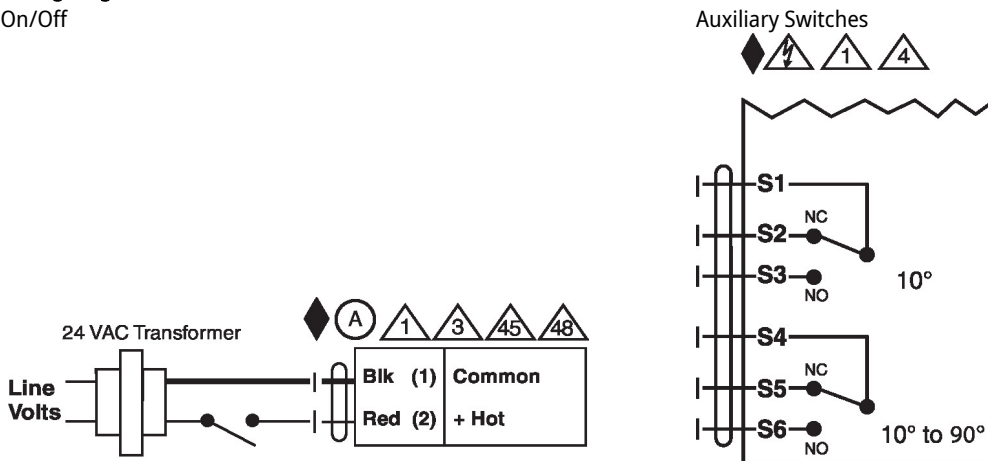 On/Off
24 VAC Transformer
A 1 3 45 48
Line
Volts
Blk (1) Common
Red (2) + Hot
Auxiliary Switches
1 4
S1
NC
S2
S3
NO
10°
S4
NC
S5
S6
NO
10° to 90°